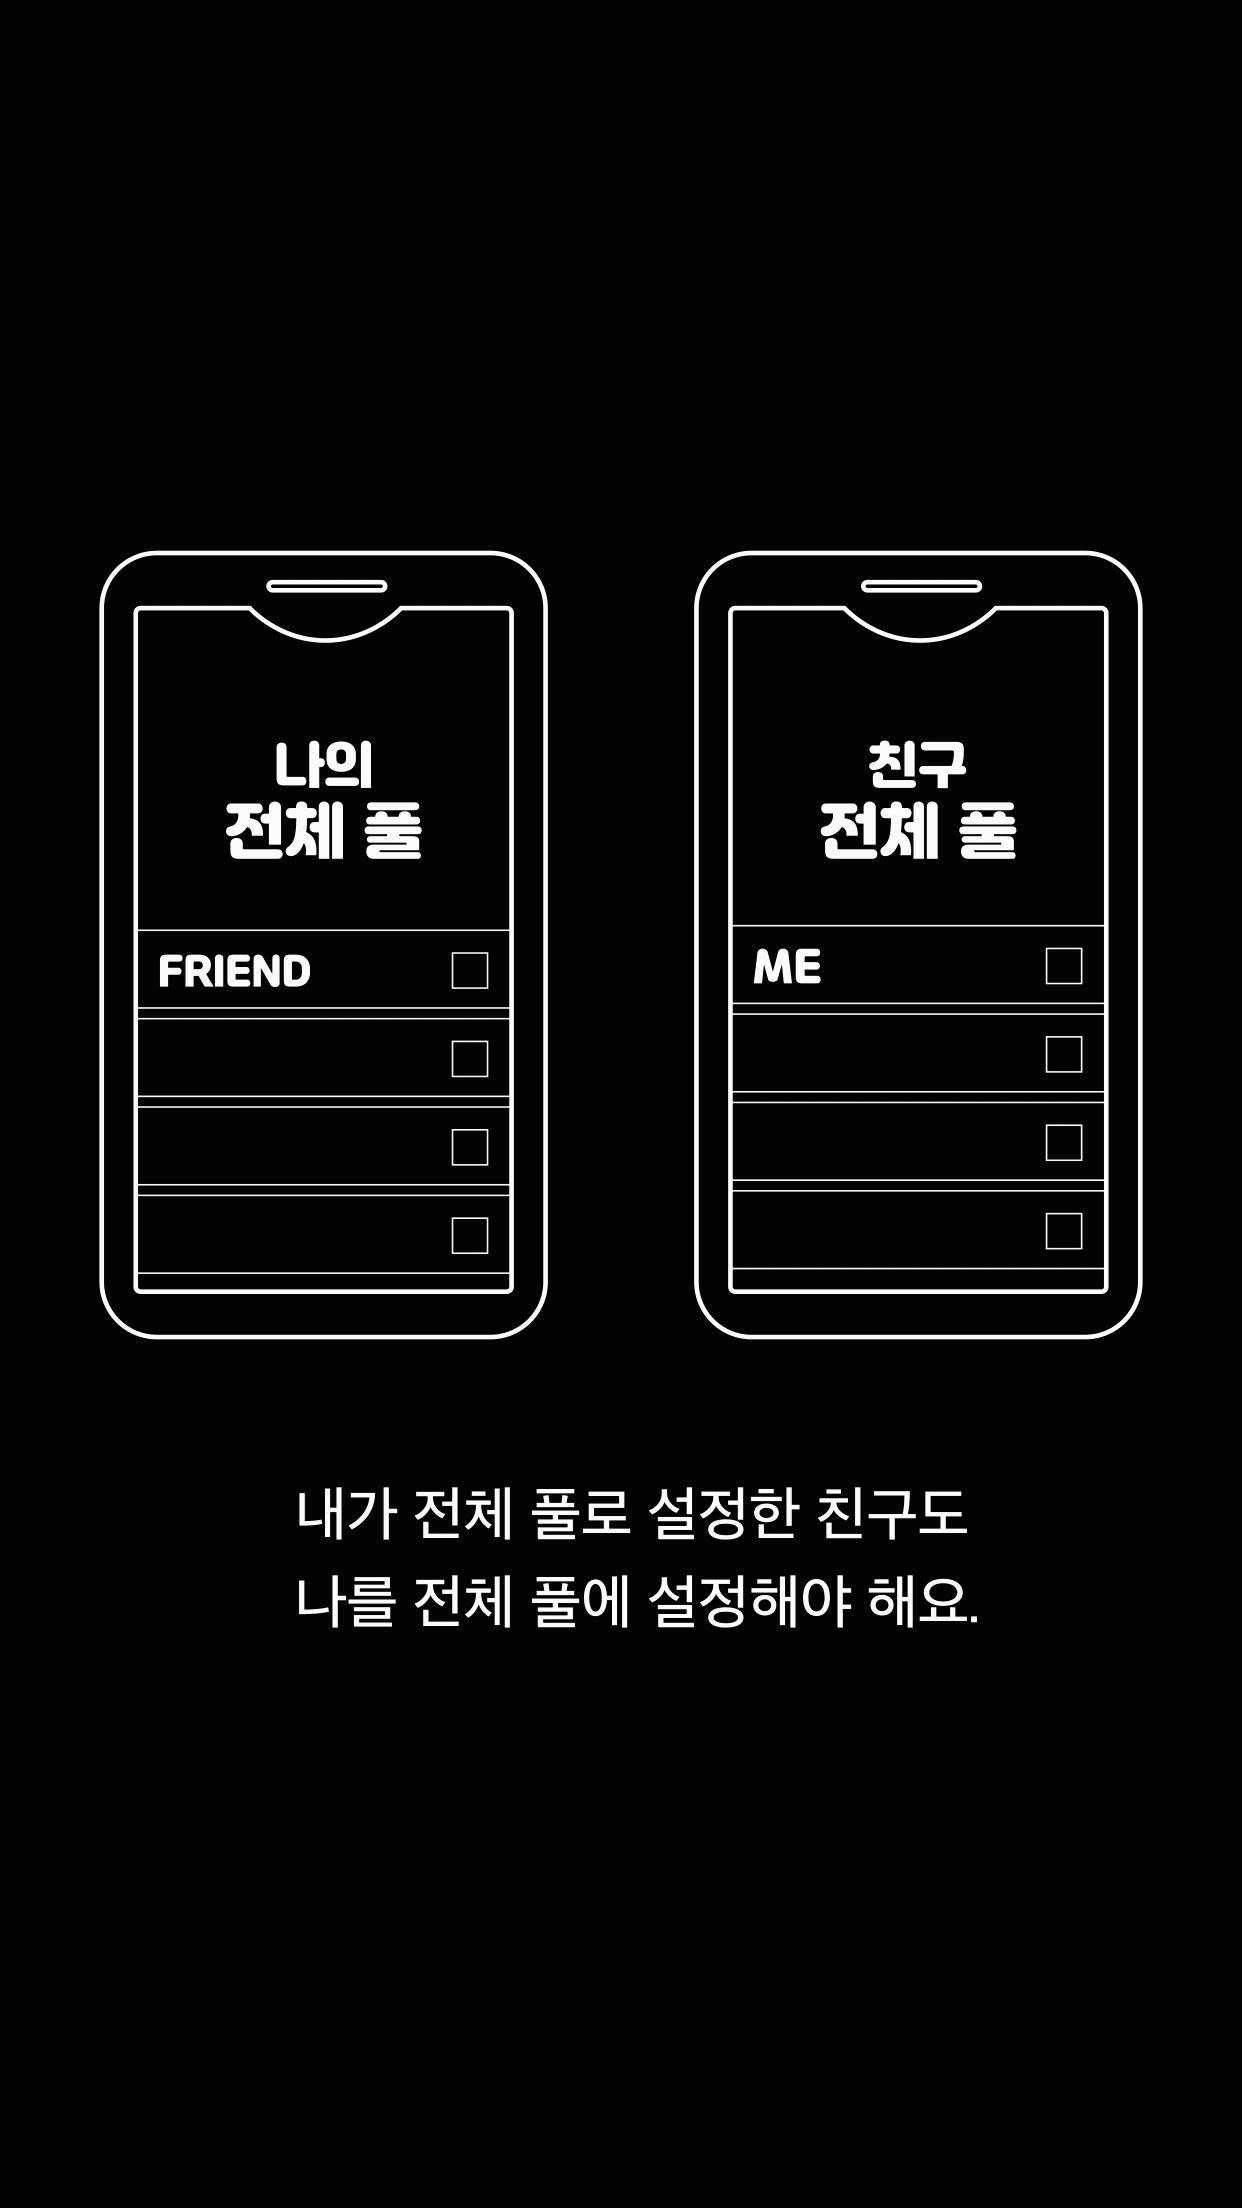 나의
전체 풀
FRIEND
친구
전체 풀
ME
내가 전체 풀로 설정한 친구도
나를 전체 풀에 설정해야 해요.